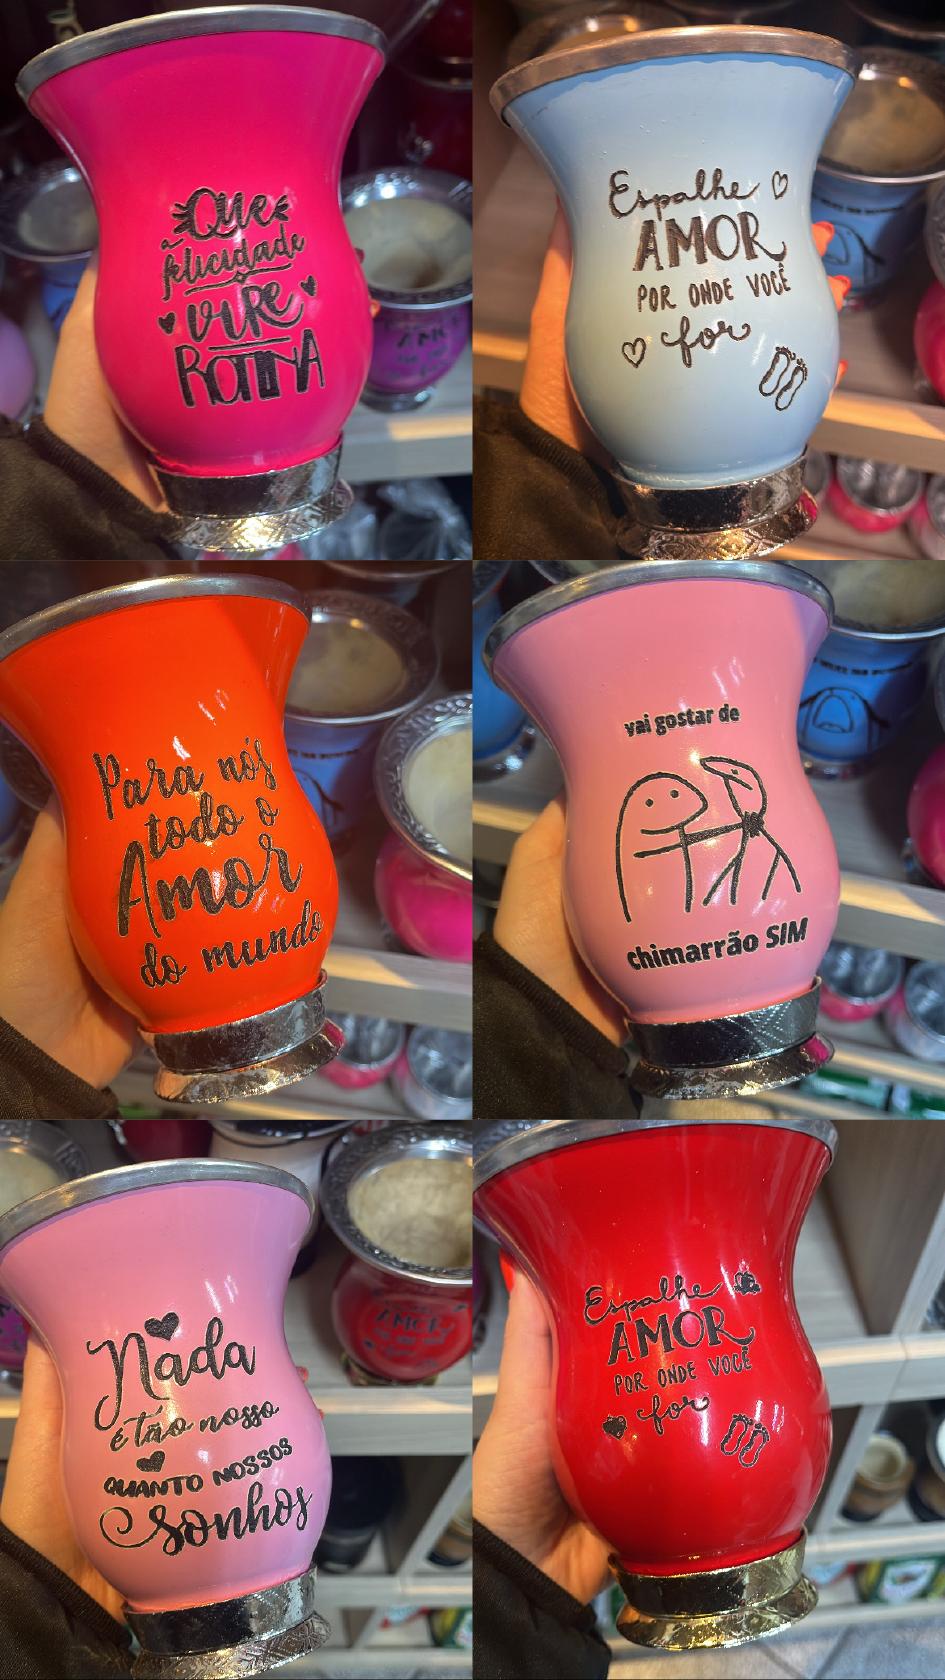 Que
felicidade
vire
ROTINA
Espalhe
AMOR
POR ONDE VOCÊ
for
Para nós
todo o
Amor
do mundo
vai gostar de
chimarrão SIM
Nada
é tão nosso
QUANTO NOSSOS
Sonhos
AMOR
Espalhe
AMOR
POR ONDE VOCÊ
for